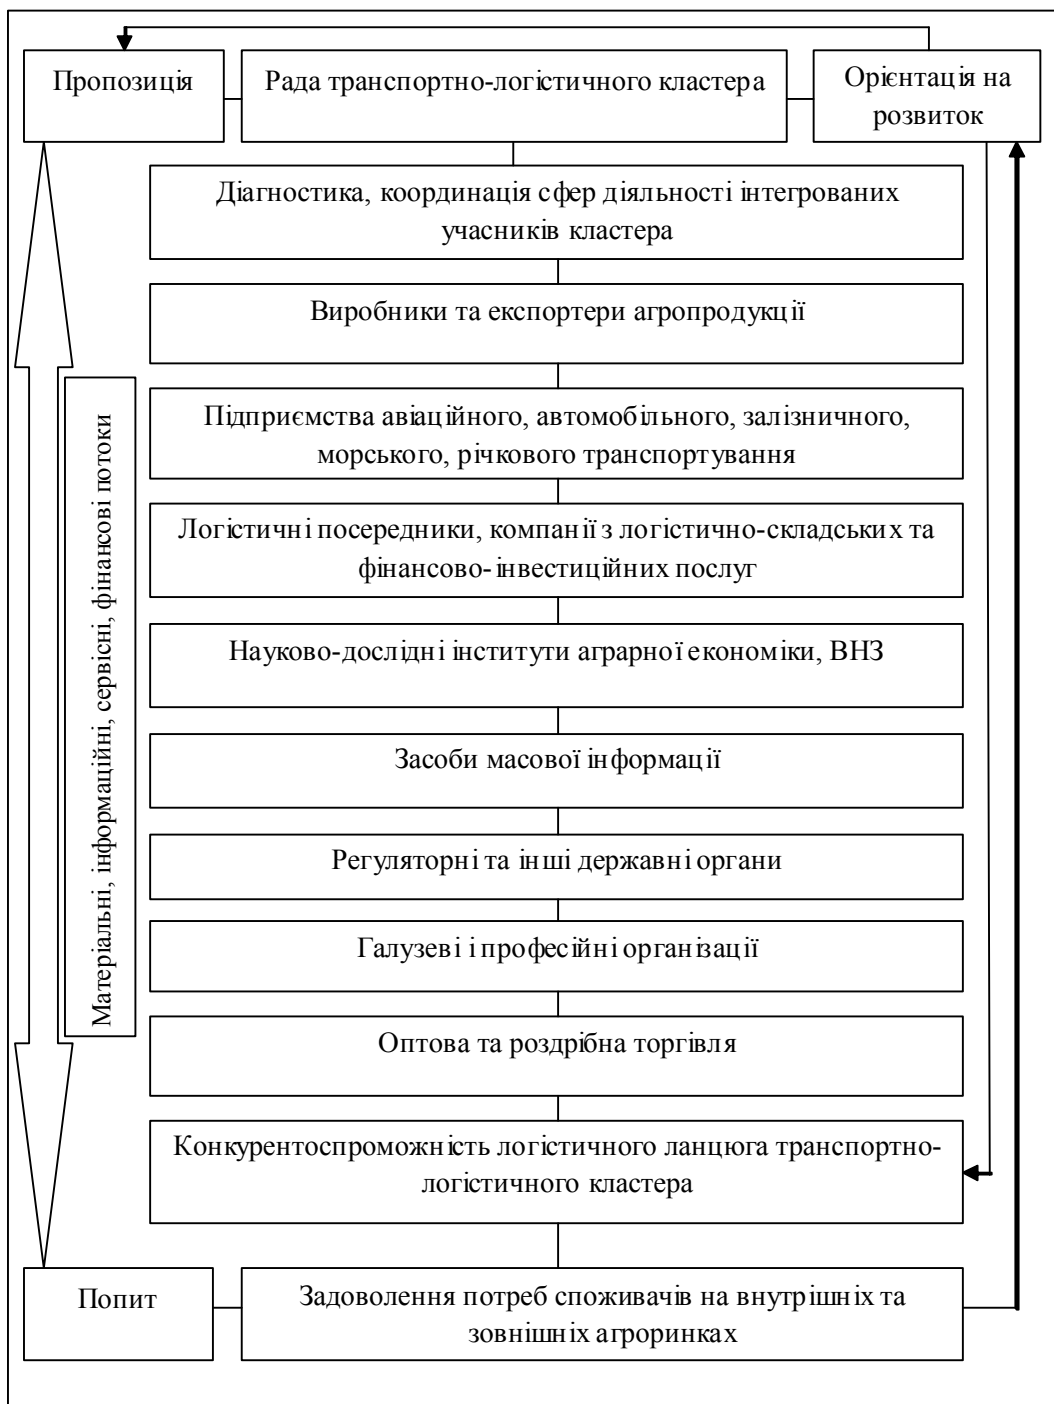 Пропозиція
Рада транспортно-логістичного кластера
Орієнтація на
розвиток
Діагностика, координація сфер діяльності інтегрованих
учасників кластера
Виробники та експортери агропродукції
Підприємства авіаційного, автомобільного, залізничного,
морського, річкового транспортування
Логістичні посередники, компанії з логістично-складських та
фінансово-інвестиційних послуг
Науково-дослідні інститути аграрної економіки, ВНЗ
Засоби масової інформації
Регуляторні та інші державні органи
Галузеві і професійні організації
Оптова та роздрібна торгівля
Конкурентоспроможність логістичного ланцюга транспортно-
логістичного кластера
Матеріальні, інформаційні, сервісні, фінансові потоки
Попит
Задоволення потреб споживачів на внутрішніх та
зовнішніх агроринках